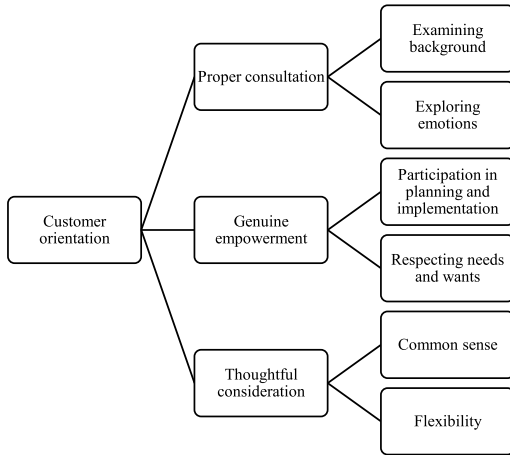 Customer
orientation
Proper consultation
Examining
background
Exploring
emotions
Genuine
empowerment
Participation in
planning and
implementation
Respecting needs
and wants
Thoughtful
consideration
Common sense
Flexibility